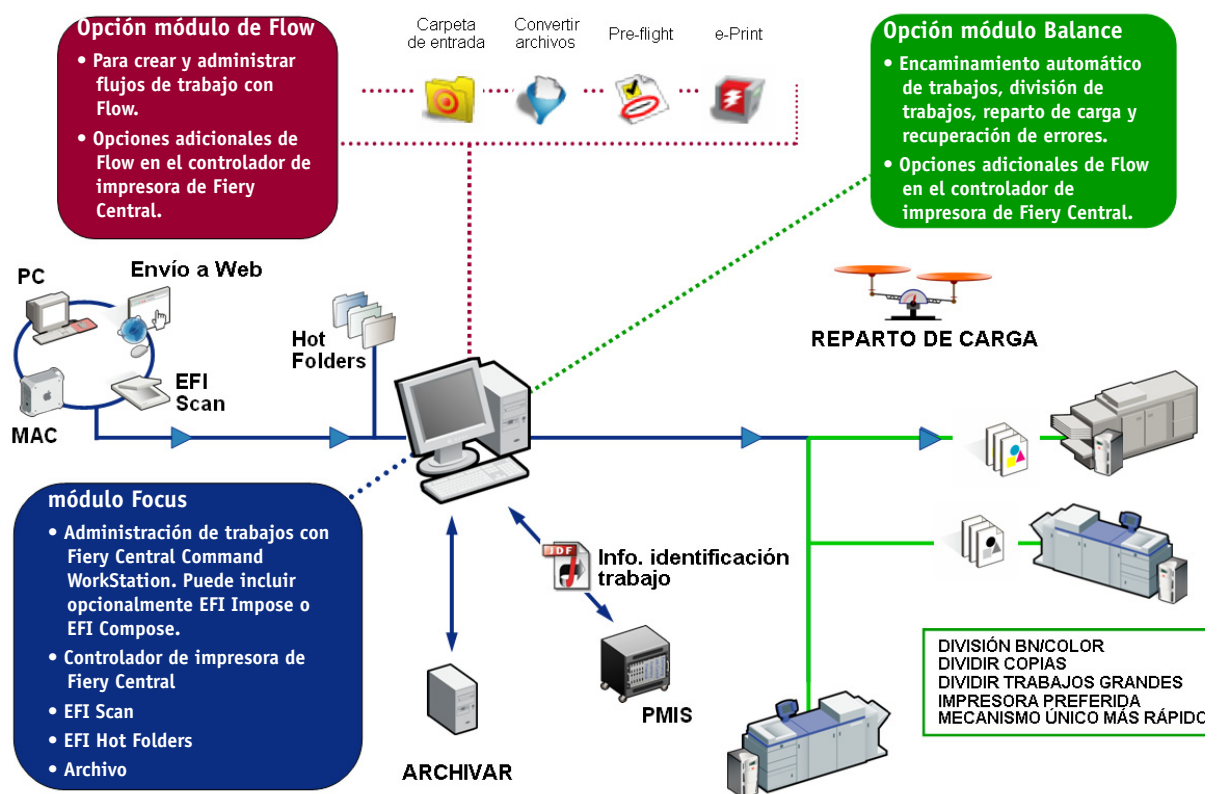 Opción módulo de Flow
• Para crear y administrar
flujos de trabajo con
Flow.
• Opciones adicionales de
Flow en el controlador de
impresora de Fiery
Central.
Carpeta
de entrada
Convertir
archivos
Pre-flight
e-Print
Opción módulo Balance
• Encaminamiento automático
de trabajos, división de
trabajos, reparto de carga y
recuperación de errores.
• Opciones adicionales de Flow
en el controlador de
impresora de Fiery Central.
PC
Envío a Web
Hot
Folders
EFI
Scan
MAC
REPARTO DE CARGA
módulo Focus
• Administración de trabajos con
Fiery Central Command
WorkStation. Puede incluir
opcionalmente EFI Impose o
EFI Compose.
• Controlador de impresora de
Fiery Central
• EFI Scan
• EFI Hot Folders
• Archivo
JDF
Info. identificación
trabajo
ARCHIVAR
PMIS
DIVISIÓN BN/COLOR
DIVIDIR COPIAS
DIVIDIR TRABAJOS GRANDES
IMPRESORA PREFERIDA
MECANISMO ÚNICO MÁS RÁPIDO